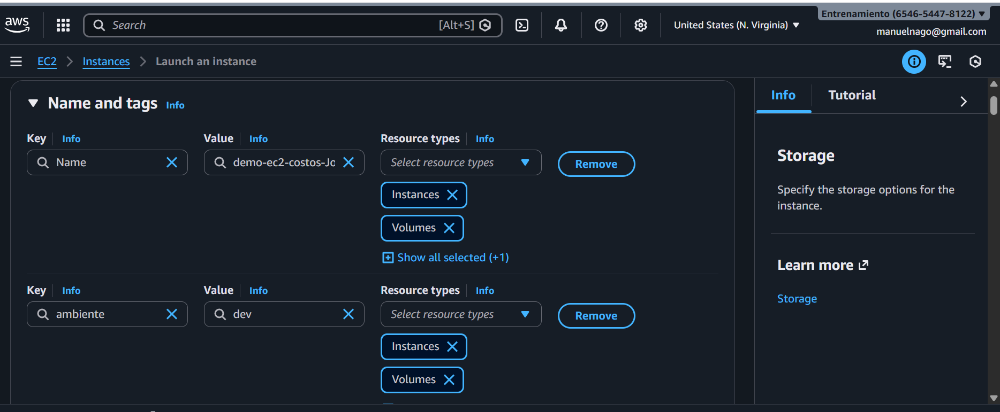 aws
Search [Alt+S]
United States (N. Virginia)
Entrenamiento (6546-5447-8122)
manuelnago@gmail.com
EC2 Instances Launch an instance
Name and tags Info
Key Info Value Info Resource types Info
Name demo-ec2-costos-Jo Select resource types Remove
Instances
Volumes
Show all selected (+1)
Key Info Value Info Resource types Info
ambiente dev Select resource types Remove
Instances
Volumes
Info Tutorial
Storage
Specify the storage options for the
instance.
Learn more
Storage